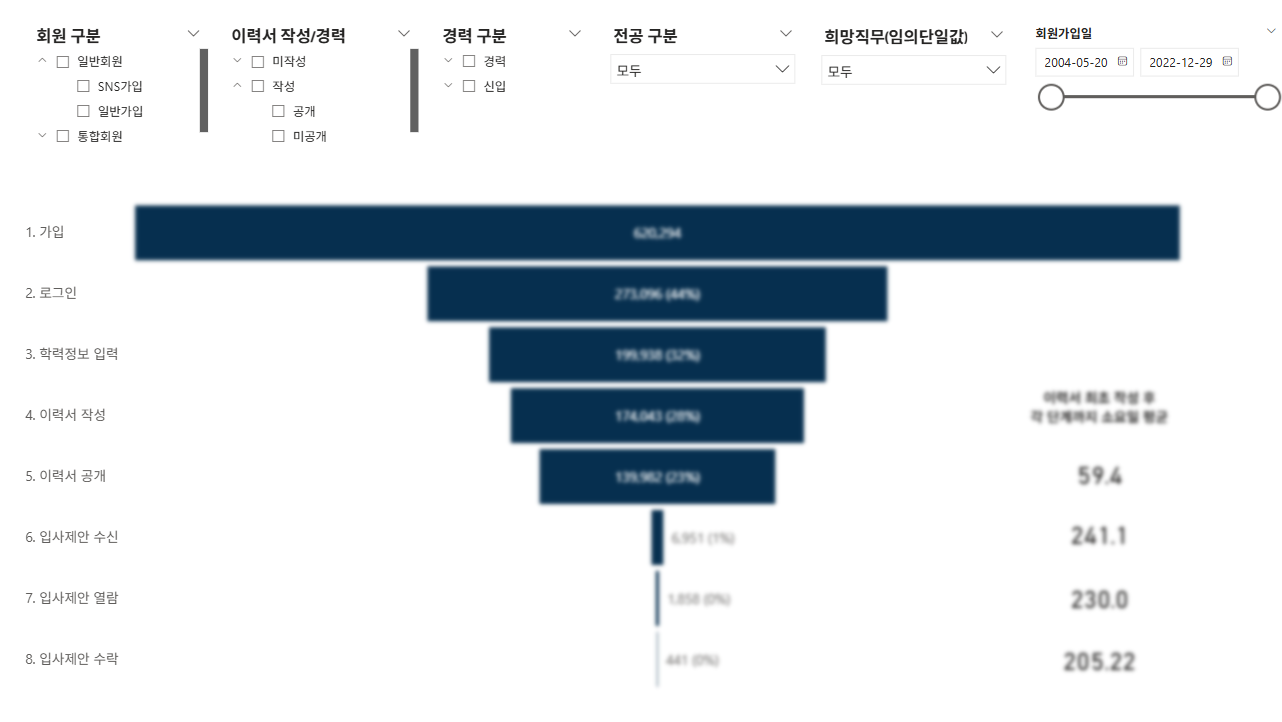 회원 구분
일반회원
SNS가입
일반가입
통합회원
이력서 작성/경력
미작성
작성
공개
미공개
경력 구분
경력
신입
전공 구분
모두
희망직무(임의단일값)
모두
회원가입일
2004-05-20
2022-12-29
1. 가입
620,294
2. 로그인
273,096 (44%)
3. 학력정보 입력
199,938 (32%)
4. 이력서 작성
174,043 (28%)
이력서 최초 작성 후
각 단계까지 소요일 평균
5. 이력서 공개
139,902 (23%)
59.4
6. 입사제안 수신
6,951 (1%)
241.1
7. 입사제안 열람
1,858 (0%)
230.0
8. 입사제안 수락
441 (0%)
205.22